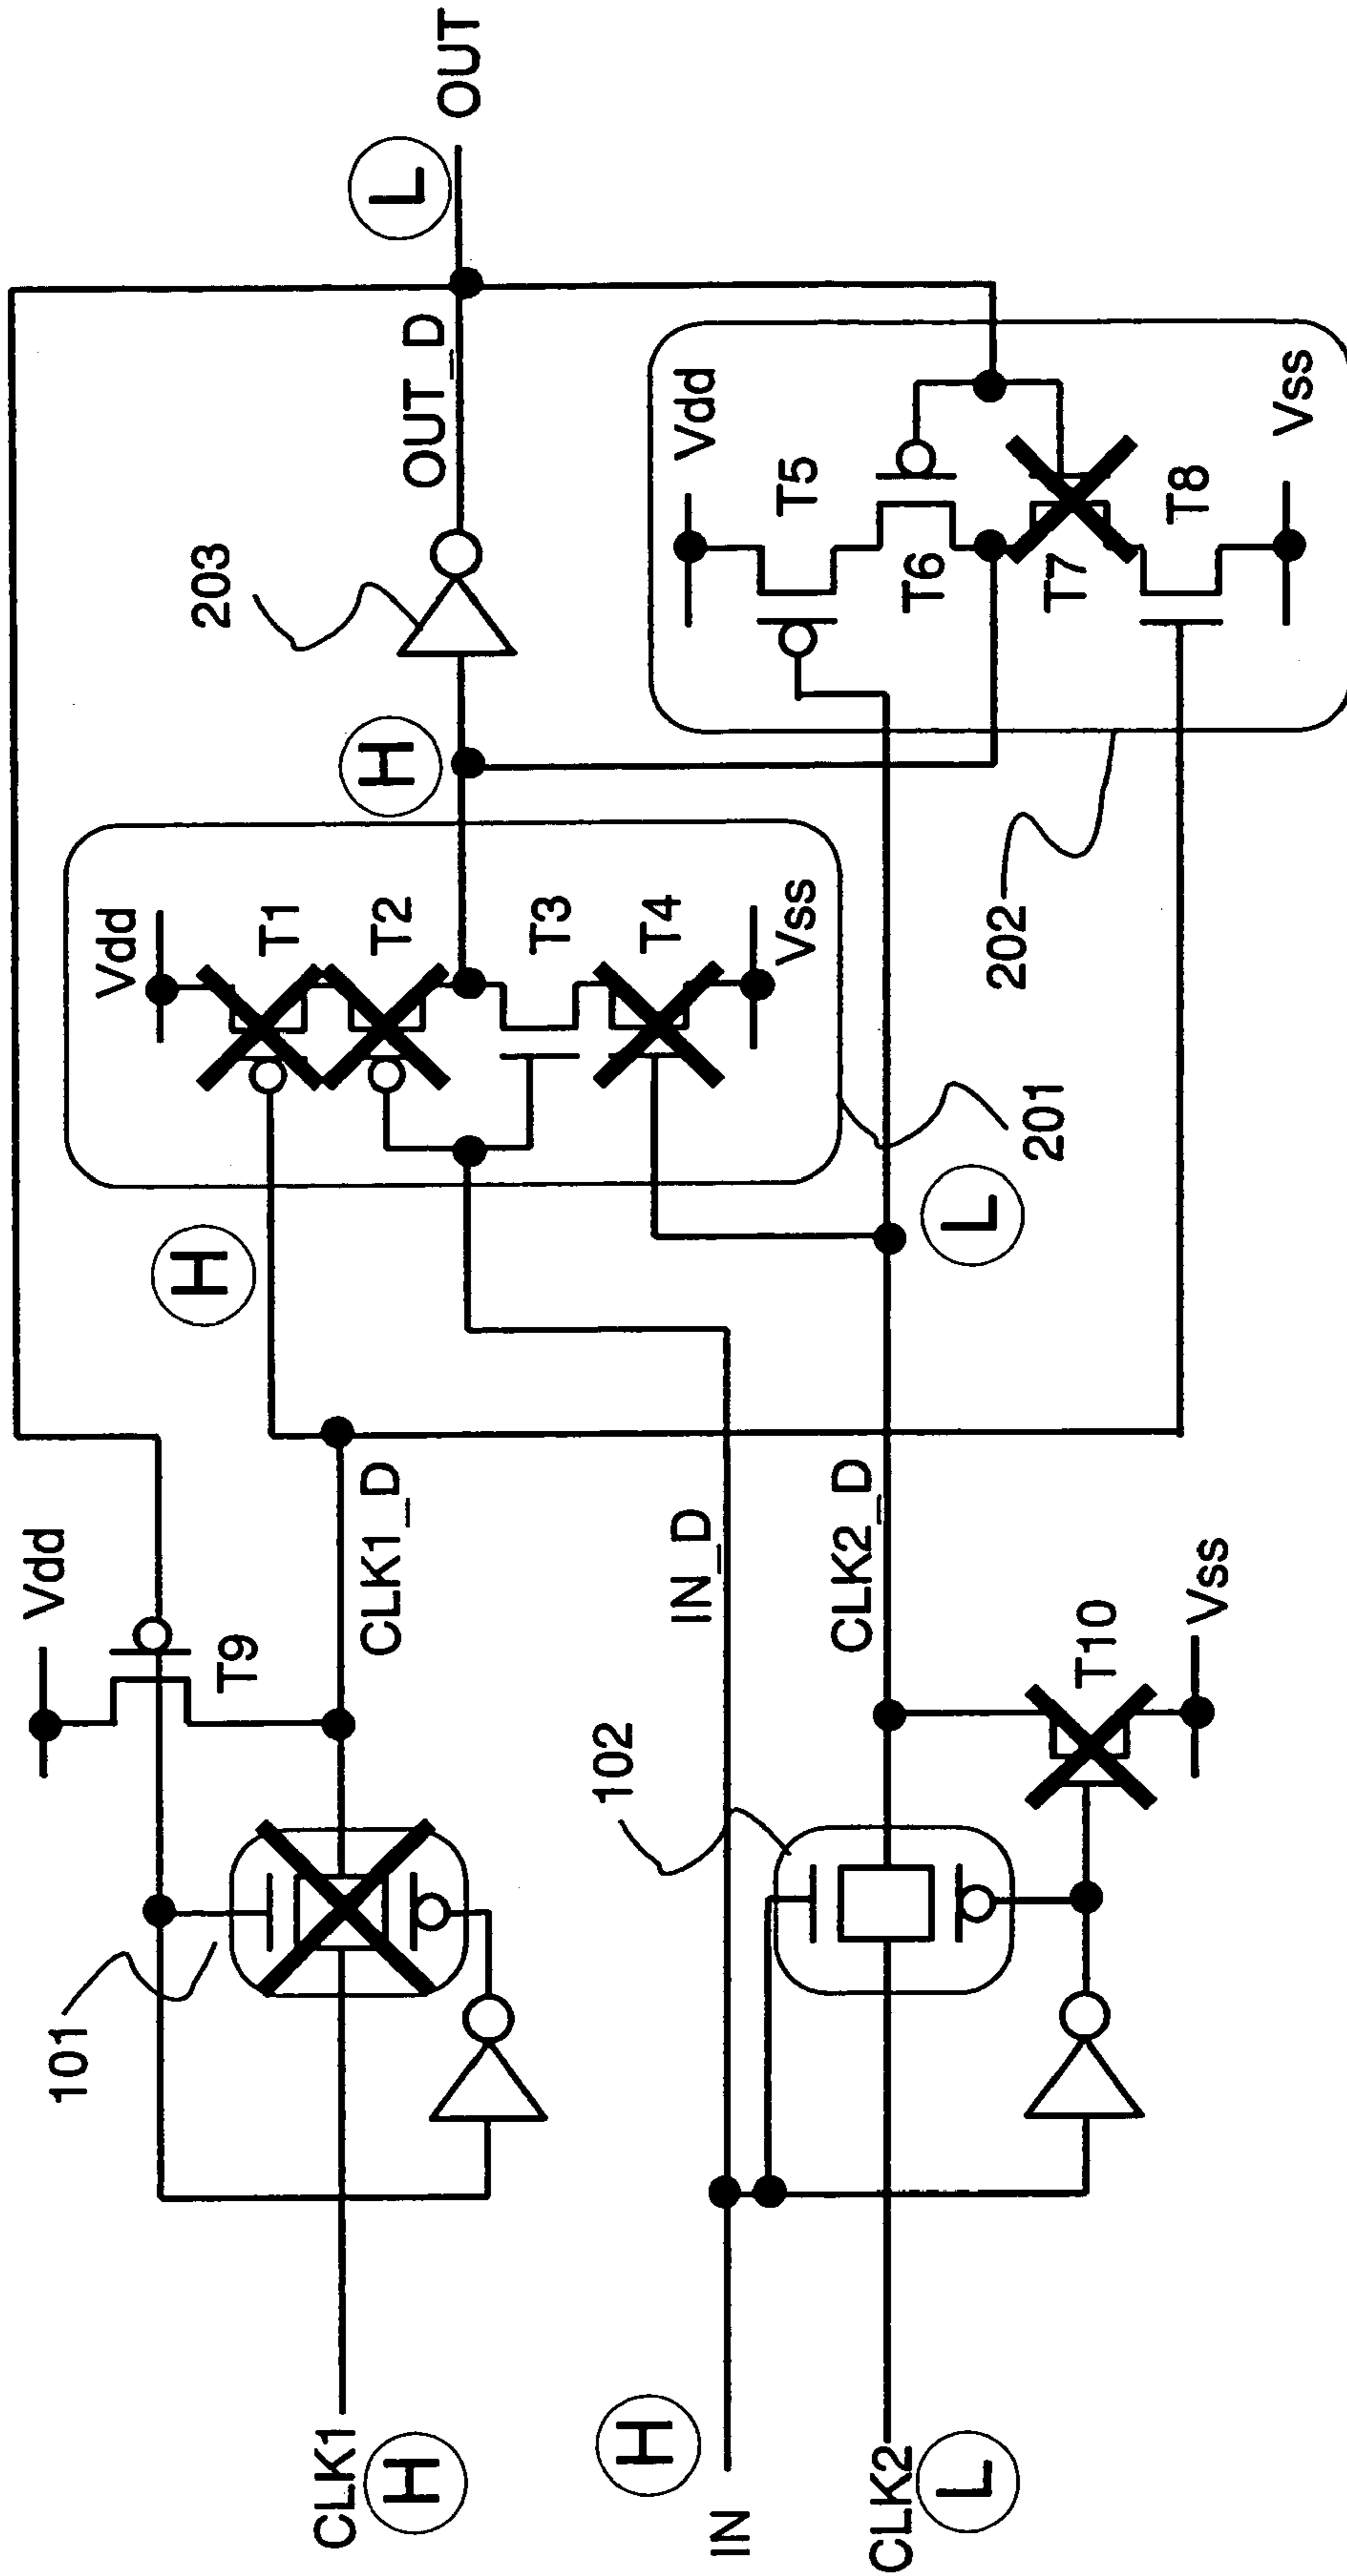 101
Vdd
T9
CLK1
H
CLK1_D
H
Vdd
T1
T2
T3
T4
Vss
H
203
OUT_D
L
OUT
H
IN
IN_D
102
CLK2
L
CLK2_D
T10
Vss
L
201
202
Vdd
T5
T6
T7
T8
Vss